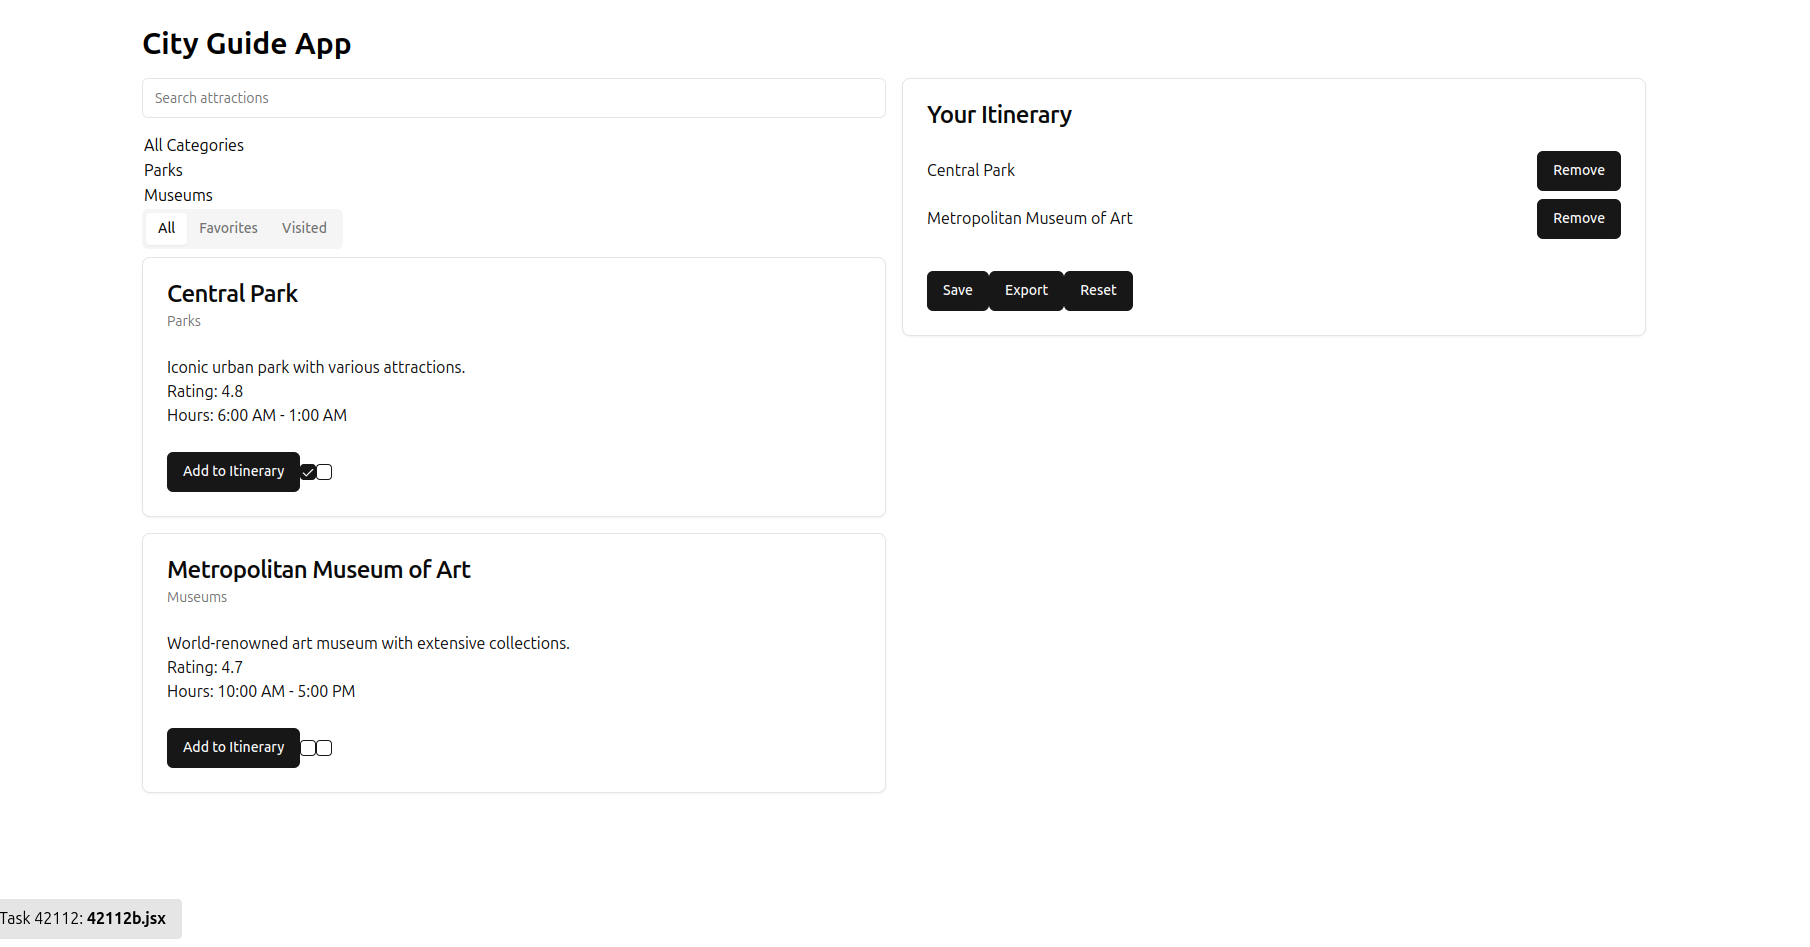 City Guide App
Search attractions
All Categories
Parks
Museums
All Favorites Visited
Central Park
Parks
Iconic urban park with various attractions.
Rating: 4.8
Hours: 6:00 AM - 1:00 AM
Add to Itinerary
Metropolitan Museum of Art
Museums
World-renowned art museum with extensive collections.
Rating: 4.7
Hours: 10:00 AM - 5:00 PM
Add to Itinerary
Your Itinerary
Central Park Remove
Metropolitan Museum of Art Remove
Save Export Reset
Task 42112: 42112b.jsx